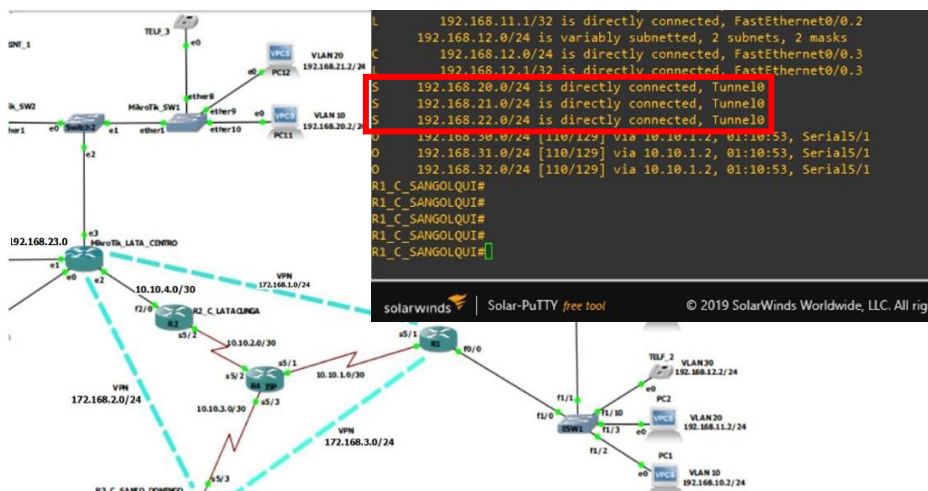 TELF_3
e0
INT_1
VPCS
VLAN 20
192.168.21.2/24
e0
PC12
ether8
ether9
MikroTik_SW1
ik_SW2
her1
e0
Switch2
e1
ether1
ether10
e0
VPCS
VLAN 10
192.168.20.2/24
PC11
e2
L 192.168.11.1/32 is directly connected, FastEthernet0/0.2
192.168.12.0/24 is variably subnetted, 2 subnets, 2 masks
C 192.168.12.0/24 is directly connected, FastEthernet0/0.3
L 192.168.12.1/32 is directly connected, FastEthernet0/0.3
S 192.168.20.0/24 is directly connected, Tunnel0
S 192.168.21.0/24 is directly connected, Tunnel0
S 192.168.22.0/24 is directly connected, Tunnel0
O 192.168.30.0/24 [110/129] via 10.10.1.2, 01:10:53, Serial5/1
O 192.168.31.0/24 [110/129] via 10.10.1.2, 01:10:53, Serial5/1
O 192.168.32.0/24 [110/129] via 10.10.1.2, 01:10:53, Serial5/1
R1_C_SANGOLQUI#
R1_C_SANGOLQUI#
R1_C_SANGOLQUI#
R1_C_SANGOLQUI#
R1_C_SANGOLQUI#
solarwinds Solar-PuTTY free tool © 2019 SolarWinds Worldwide, LLC. All rig
192.168.23.0
e3
MikroTik_LATA_CENTRO
e1
e0
e2
VPN
172.168.1.0/24
10.10.4.0/30
f2/0
R2_C_LATACUNGA
R2
s5/2
10.10.2.0/30
s5/1
R1
f0/0
s5/1
s5/2
R4 ISP
10.10.1.0/30
s5/3
10.10.3.0/30
VPN
172.168.2.0/24
VPN
172.168.3.0/24
s5/3
R3_C_SANTO_DOMINGO
TELF_2
VLAN 30
192.168.12.2/24
e0
f1/1
f1/0
f1/10
PC2
VPCS
VLAN 20
192.168.11.2/24
ESW1
f1/3
e0
f1/2
PC1
e0
VPCS
VLAN 10
192.168.10.2/24